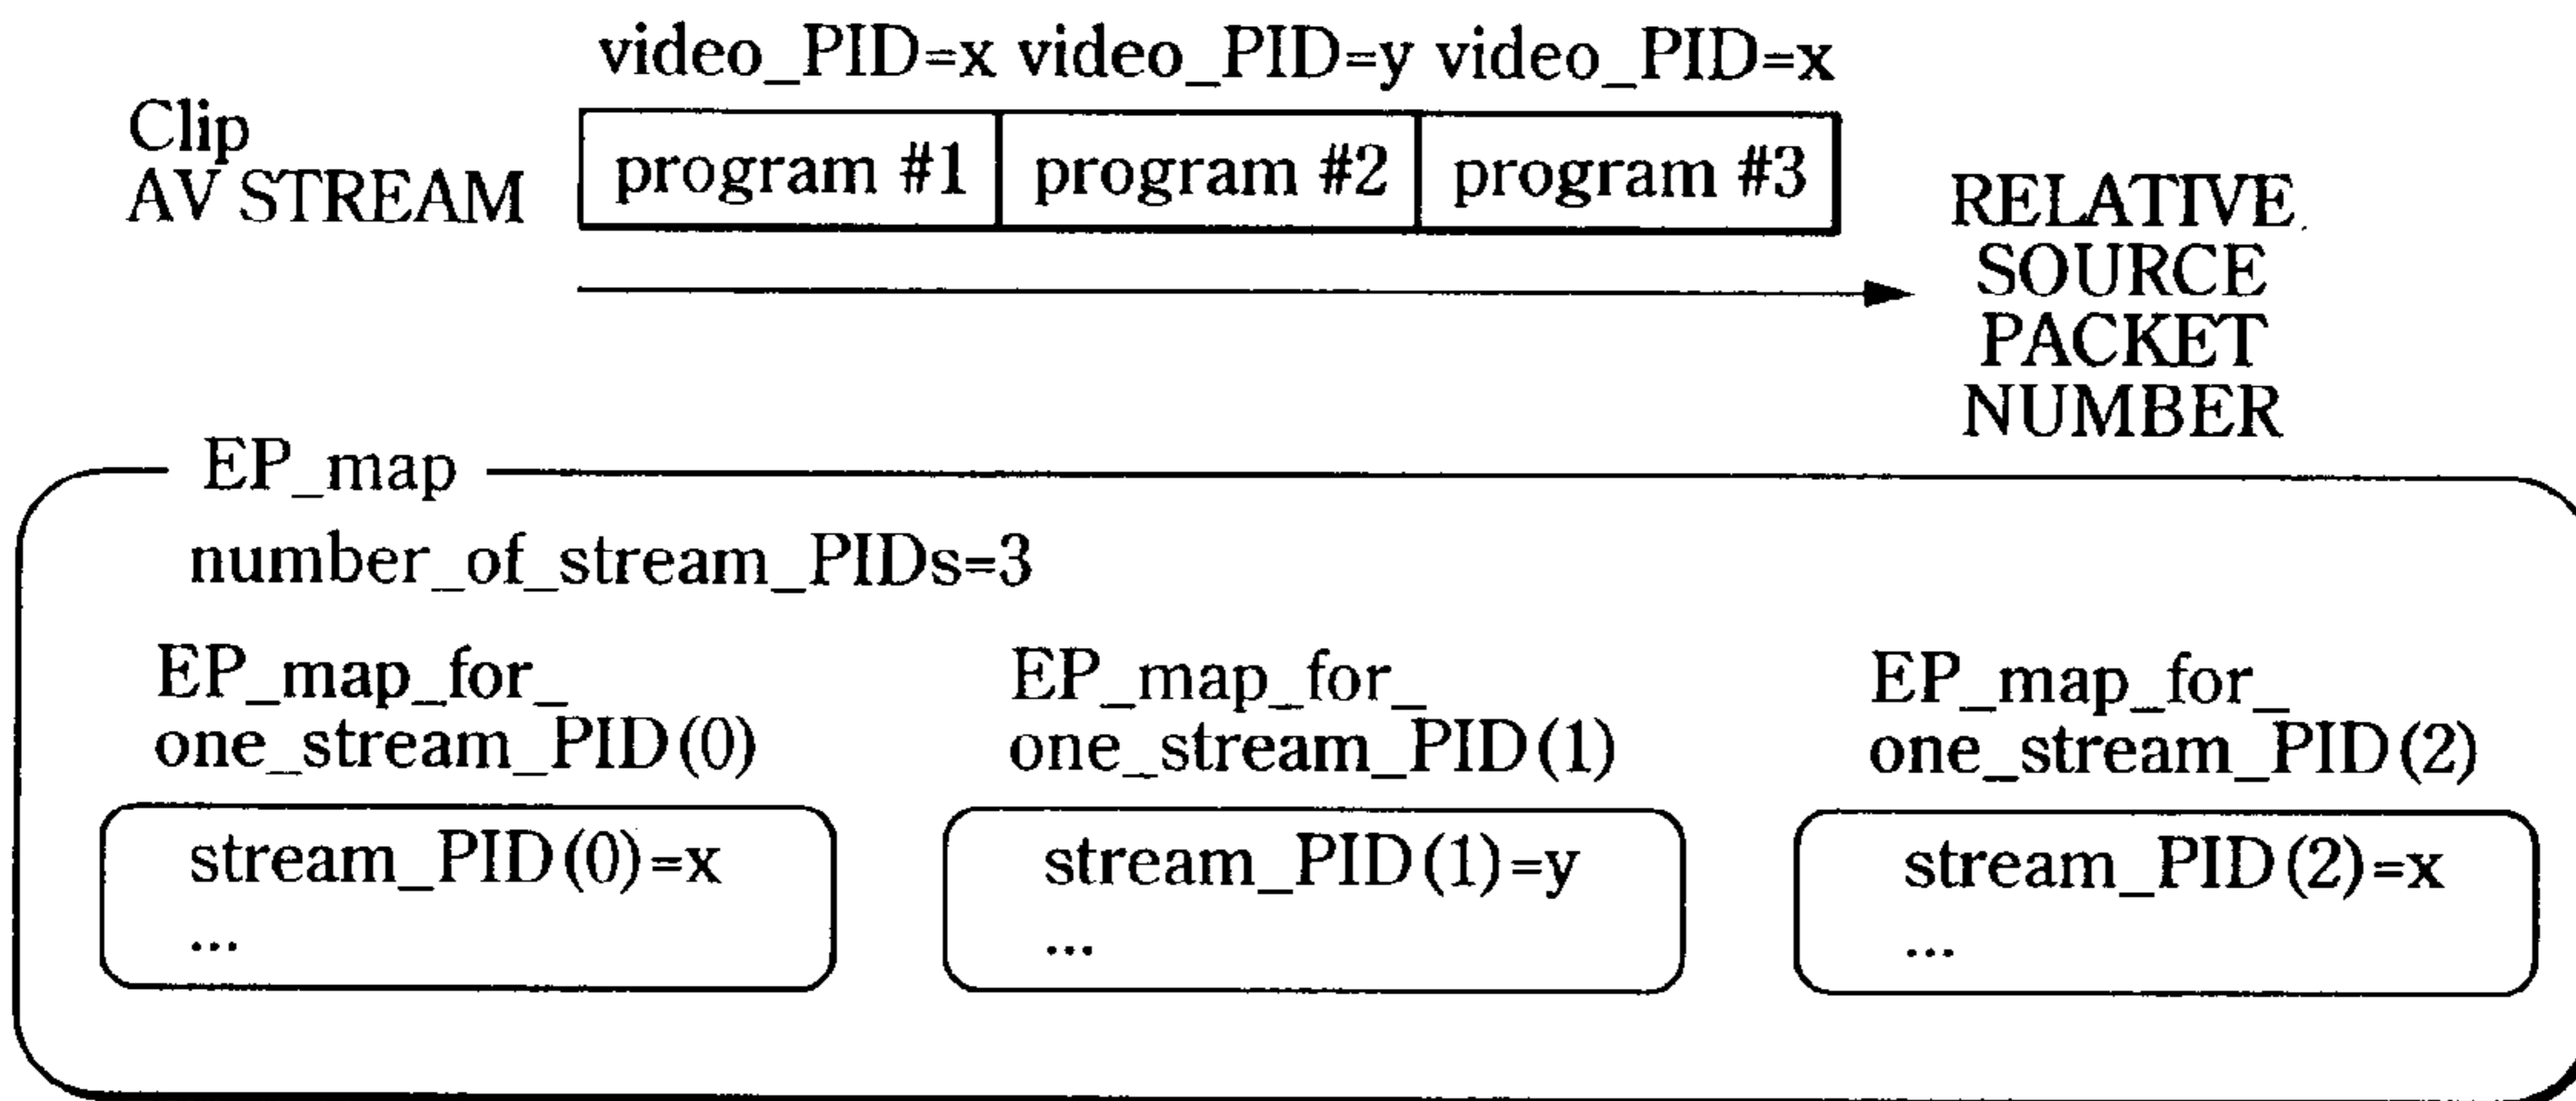 video_PID=x video_PID=y video_PID=x
Clip
AV STREAM
program #1 program #2 program #3
RELATIVE
SOURCE
PACKET
NUMBER
EP_map
number_of_stream_PIDs=3
EP_map_for_
one_stream_PID(0)
EP_map_for_
one_stream_PID(1)
EP_map_for_
one_stream_PID(2)
stream_PID(0)=x
...
stream_PID(1)=y
...
stream_PID(2)=x
...